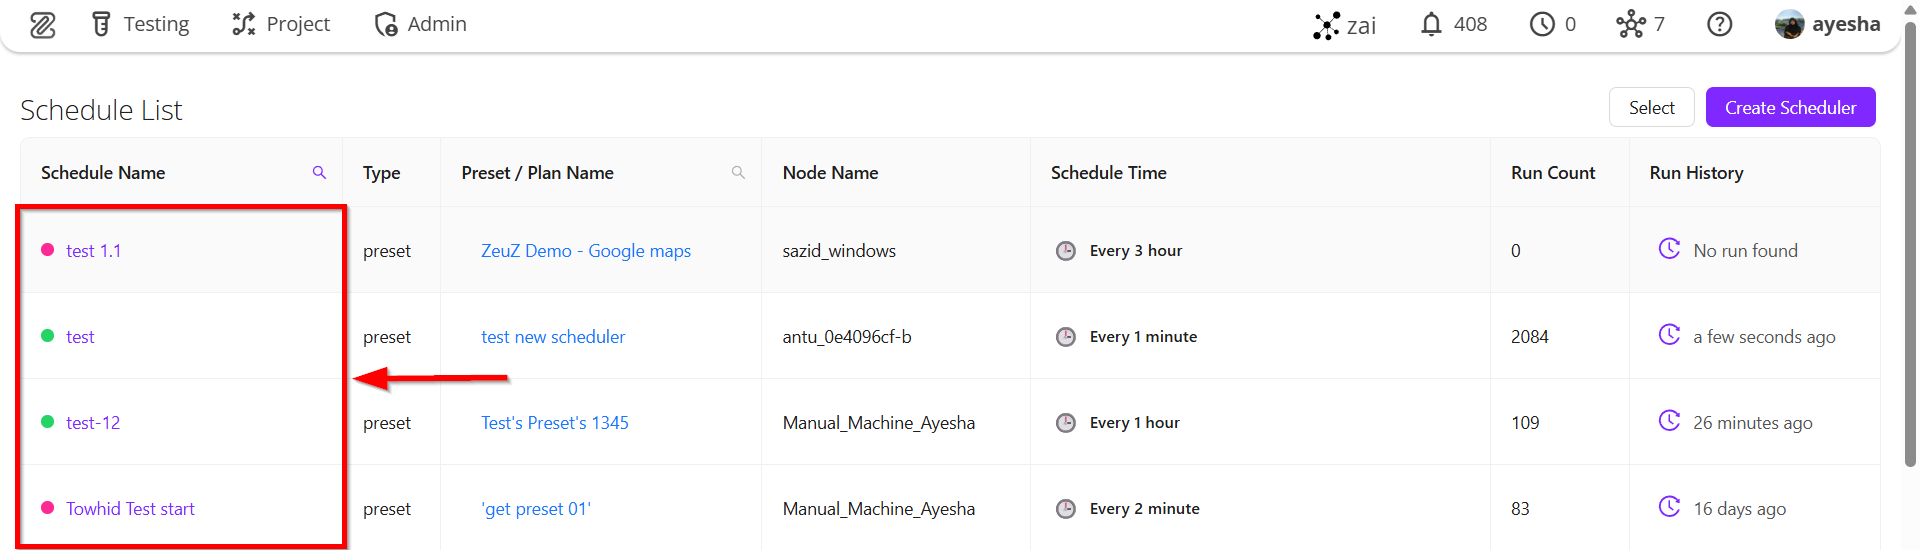 Testing Project Admin zai 408 0 7 ayesha
Schedule List Select Create Scheduler
Schedule Name Type Preset / Plan Name Node Name Schedule Time Run Count Run History
test 1.1 preset ZeuZ Demo - Google maps sazid_windows Every 3 hour 0 No run found
test preset test new scheduler antu_0e4096cf-b Every 1 minute 2084 a few seconds ago
test-12 preset Test's Preset's 1345 Manual_Machine_Ayesha Every 1 hour 109 26 minutes ago
Towhid Test start preset 'get preset 01' Manual_Machine_Ayesha Every 2 minute 83 16 days ago